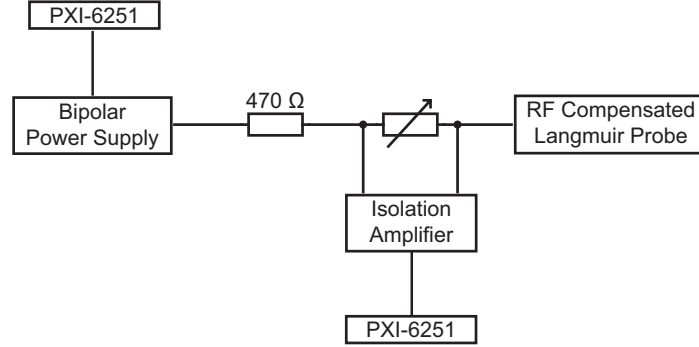 PXI-6251
Bipolar
Power Supply
470 Ω
RF Compensated
Langmuir Probe
Isolation
Amplifier
PXI-6251